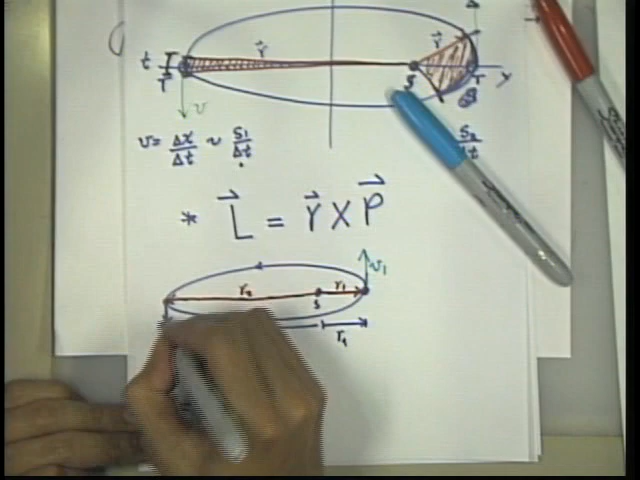 r⃗ r⃗
t T S r x
P
v
v = Δx/Δt ~ S₁/Δt S₂/Δt
* L⃗ = r⃗ X P⃗
v₁
r₂ S r₁
r₁